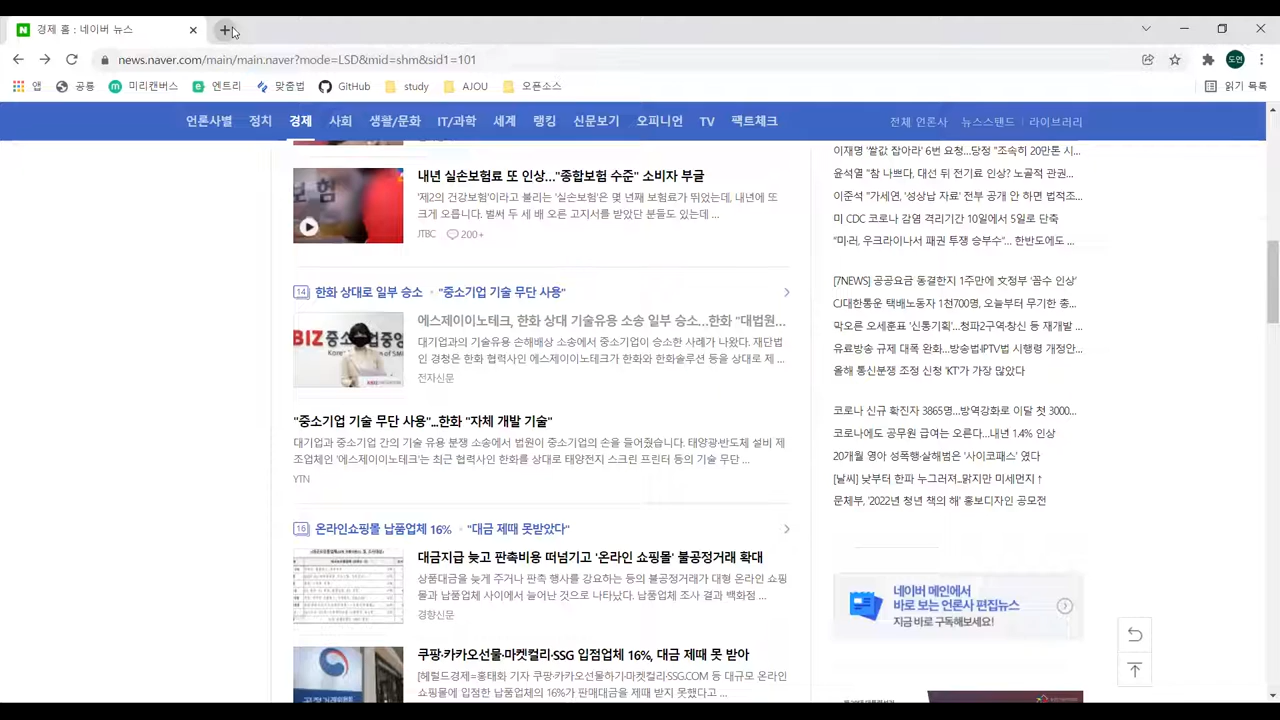 경제 홈 : 네이버 뉴스
news.naver.com/main/main.naver?mode=LSD&mid=shm&sid1=101
도연
앱 공룡 미리캔버스 엔트리 맞춤법 GitHub study AJOU 오픈소스 읽기 목록
언론사별 정치 경제 사회 생활/문화 IT/과학 세계 랭킹 신문보기 오피니언 TV 팩트체크
전체 언론사 뉴스스탠드 라이브러리
내년 실손보험료 또 인상…"종합보험 수준" 소비자 부글
'제2의 건강보험'이라고 불리는 '실손보험'은 몇 년째 보험료가 뛰었는데, 내년에 또
크게 오릅니다. 벌써 두 세 배 오른 고지서를 받았단 분들도 있는데 ...
JTBC 200+
14 한화 상대로 일부 승소 "중소기업 기술 무단 사용"
에스제이이노테크, 한화 상대 기술유용 소송 일부 승소…한화 "대법원...
대기업과의 기술유용 손해배상 소송에서 중소기업이 승소한 사례가 나왔다. 재단법
인 경청은 한화 협력사인 에스제이이노테크가 한화와 한화솔루션 등을 상대로 제 ...
전자신문
"중소기업 기술 무단 사용"...한화 "자체 개발 기술"
대기업과 중소기업 간의 기술 유용 분쟁 소송에서 법원이 중소기업의 손을 들어줬습니다. 태양광·반도체 설비 제
조업체인 '에스제이이노테크'는 최근 협력사인 한화를 상대로 태양전지 스크린 프린터 등의 기술 무단 ...
YTN
16 온라인쇼핑몰 납품업체 16% "대금 제때 못받았다"
대금지급 늦고 판촉비용 떠넘기고 '온라인 쇼핑몰' 불공정거래 최다
상품대금을 늦게 주거나 판촉 행사를 강요하는 등의 불공정거래가 대형 온라인 쇼핑
몰과 납품업체 사이에서 늘어난 것으로 나타났다. 납품업체 조사 결과 백화점 ...
경향신문
쿠팡·카카오선물·마켓컬리·SSG 입점업체 16%, 대금 제때 못 받아
[헤럴드경제=홍태화 기자] 쿠팡·카카오선물하기·마켓컬리·SSG.COM 등 대규모 온라인
쇼핑몰에 입점한 납품업체의 16%가 판매대금을 제때 받지 못했다고 ...
이재명 '쌀값 잡아라' 6번 요청…당정 "조속히 20만톤 시...
윤석열 "참 나쁘다, 대선 뒤 전기료 인상? 노골적 관권...
이준석 "가세연, '성상납 자료' 전부 공개 안 하면 법적조...
미 CDC 코로나 감염 격리기간 10일에서 5일로 단축
"미·러, 우크라이나서 패권 투쟁 승부수"... 한반도에도 ...
[7NEWS] 공공요금 동결한지 1주만에 文정부 '꼼수 인상'
CJ대한통운 택배노동자 1천700명, 오늘부터 무기한 총...
막오른 오세훈표 '신통기획'...청파2구역·창신 등 재개발 ...
유료방송 규제 대폭 완화…방송법·IPTV법 시행령 개정안...
올해 통신분쟁 조정 신청 'KT'가 가장 많았다
코로나 신규 확진자 3865명…방역강화로 이달 첫 3000...
코로나에도 공무원 급여는 오른다…내년 1.4% 인상
20개월 영아 성폭행·살해범은 '사이코패스' 였다
[날씨] 낮부터 한파 누그러져...맑지만 미세먼지↑
문체부, '2022년 청년 책의 해' 홍보디자인 공모전
네이버 메인에서
바로 보는 언론사 편집뉴스
지금 바로 구독해보세요!